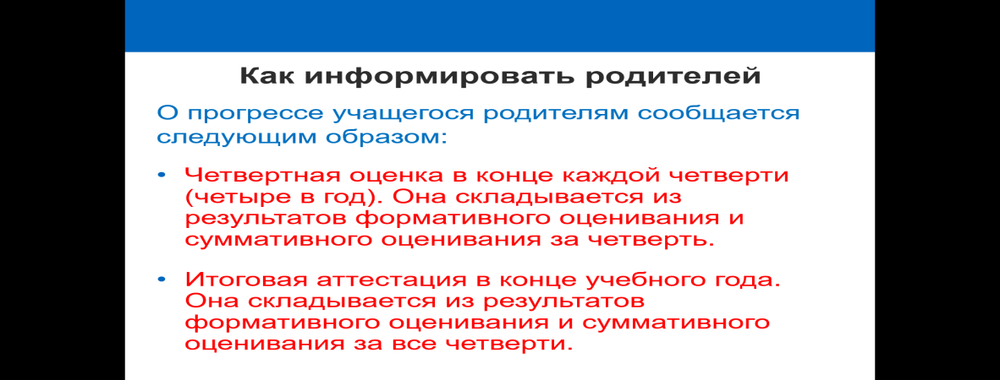 Как информировать родителей
О прогрессе учащегося родителям сообщается
следующим образом:
• Четвертная оценка в конце каждой четверти
(четыре в год). Она складывается из
результатов формативного оценивания и
суммативного оценивания за четверть.
• Итоговая аттестация в конце учебного года.
Она складывается из результатов
формативного оценивания и суммативного
оценивания за все четверти.